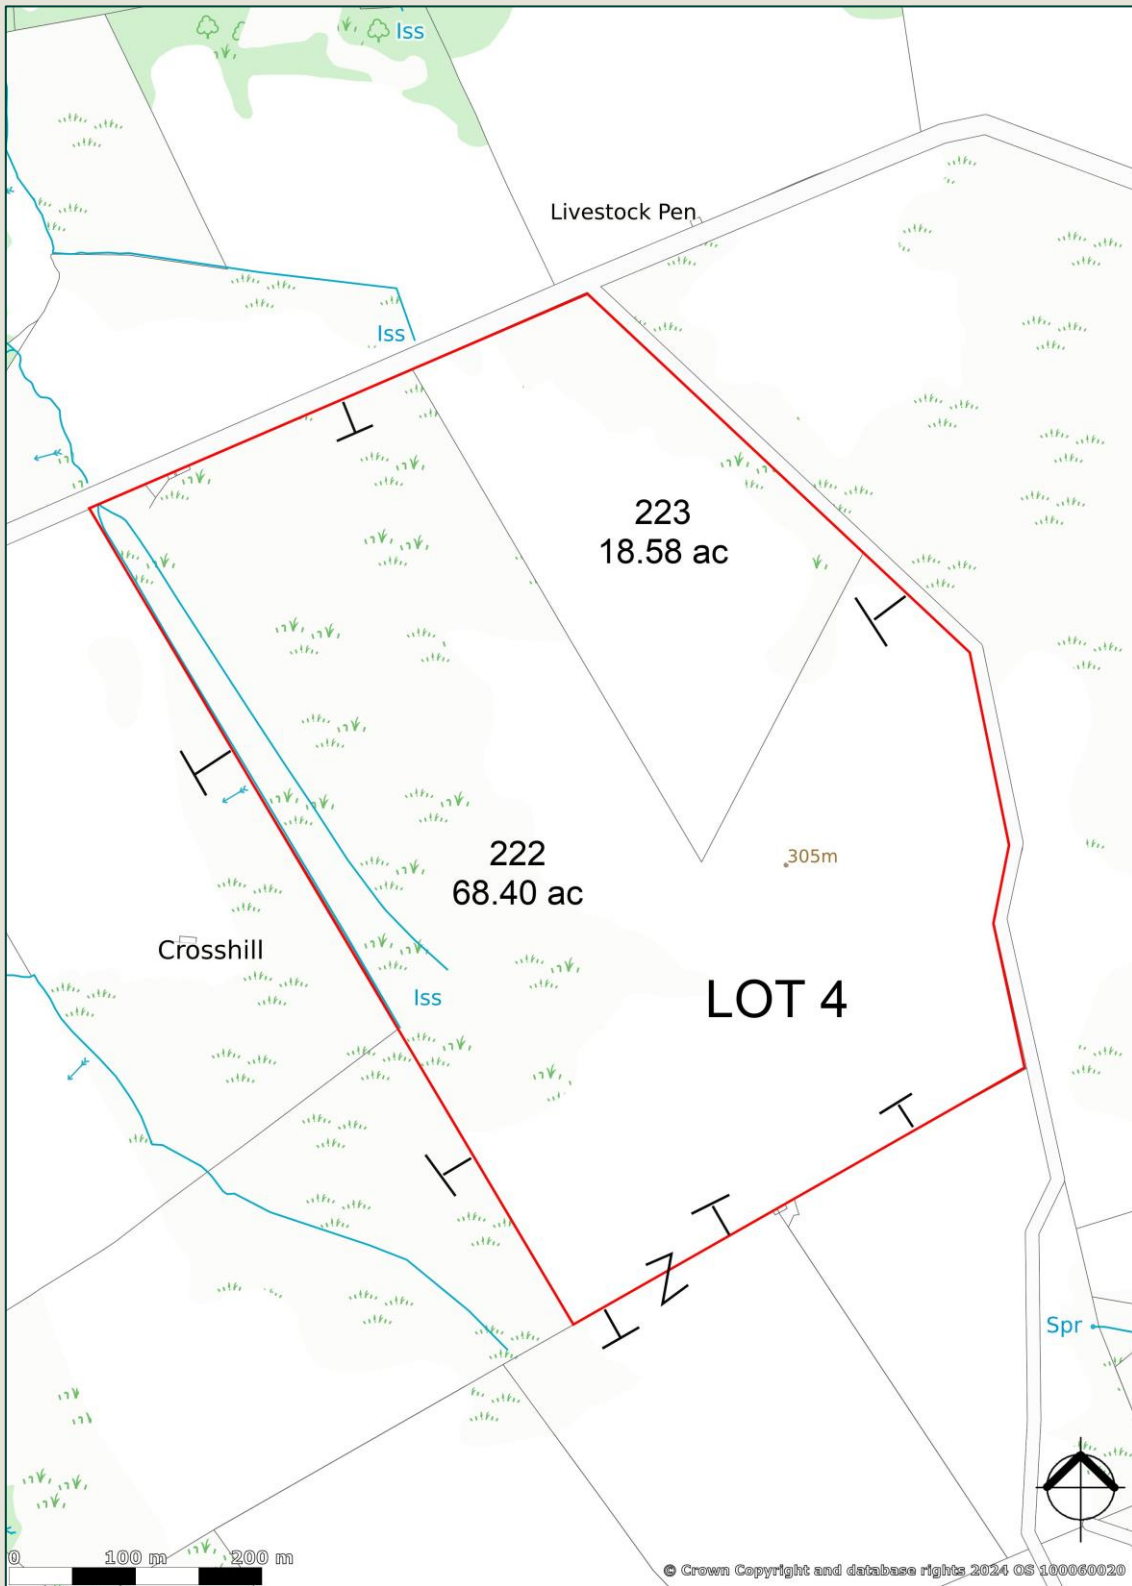 Iss
Livestock Pen
Iss
223
18.58 ac
222
68.40 ac
305m
Crosshill
Iss
LOT 4
Spr
0 100 m 200 m
© Crown Copyright and database rights 2024 OS 100060020